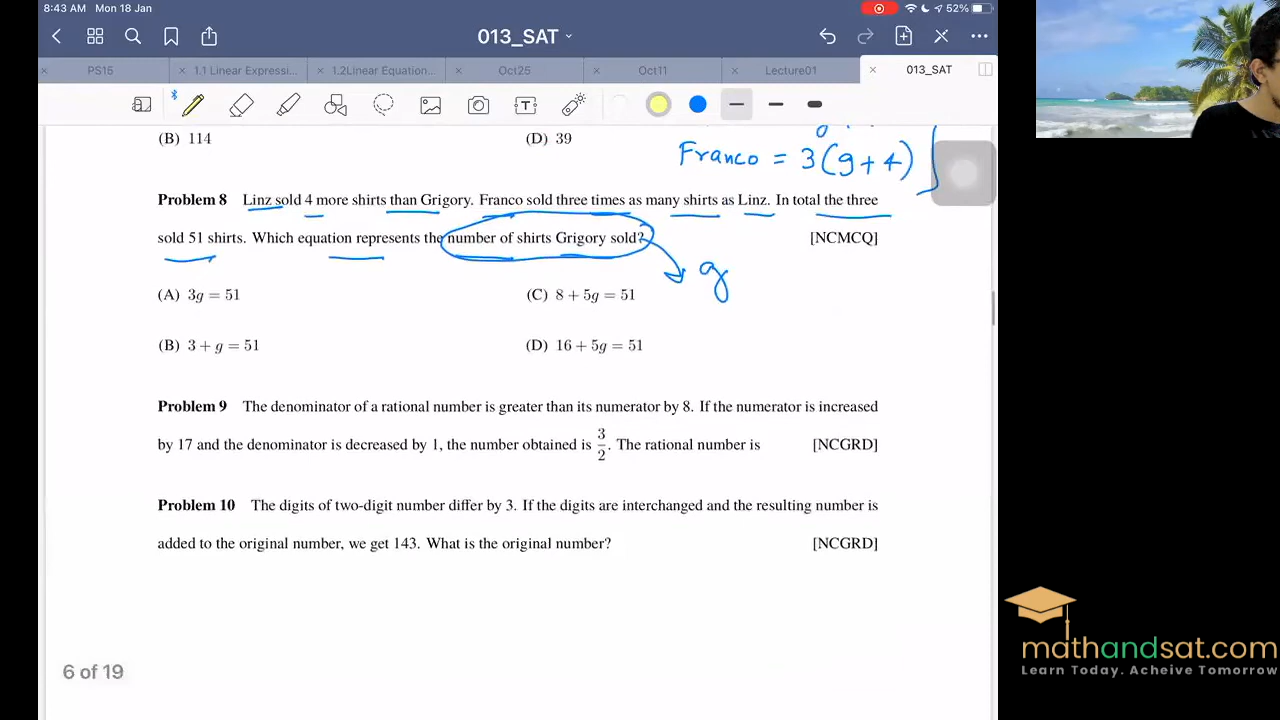 8:43 AM Mon 18 Jan
52%
013_SAT
PS15
1.1 Linear Expressi...
1.2Linear Equation...
Oct25
Oct11
Lecture01
013_SAT
(B) 114
(D) 39
Franco = 3(g+4)
Problem 8 Linz sold 4 more shirts than Grigory. Franco sold three times as many shirts as Linz. In total the three
sold 51 shirts. Which equation represents the number of shirts Grigory sold? [NCMCQ]
g
(A) 3g = 51
(C) 8 + 5g = 51
(B) 3 + g = 51
(D) 16 + 5g = 51
Problem 9 The denominator of a rational number is greater than its numerator by 8. If the numerator is increased
by 17 and the denominator is decreased by 1, the number obtained is 3/2. The rational number is [NCGRD]
Problem 10 The digits of two-digit number differ by 3. If the digits are interchanged and the resulting number is
added to the original number, we get 143. What is the original number? [NCGRD]
6 of 19
mathandsat.com
Learn Today. Acheive Tomorrow